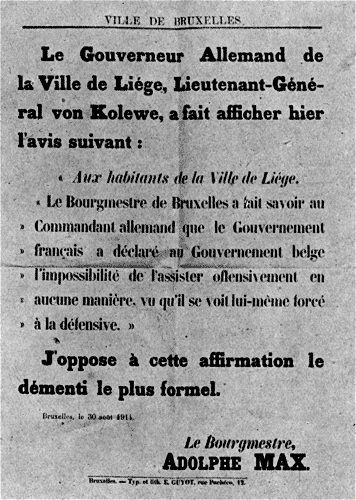 VILLE DE BRUXELLES
Le Gouverneur Allemand de
la Ville de Liége, Lieutenant-Géné-
ral von Kolewe, a fait afficher hier
l'avis suivant :
« Aux habitants de la Ville de Liége.
« Le Bourgmestre de Bruxelles a fait savoir au
» Commandant allemand que le Gouvernement
» français a déclaré au Gouvernement belge
» l'impossibilité de l'assister offensivement en
» aucune manière, vu qu'il se voit lui-même forcé
» à la défensive. »
J'oppose à cette affirmation le
démenti le plus formel.
Bruxelles, le 30 août 1914.
Le Bourgmestre,
ADOLPHE MAX.
Bruxelles. — Typ. et lith. E. GUYOT, rue Pachéco, 12.